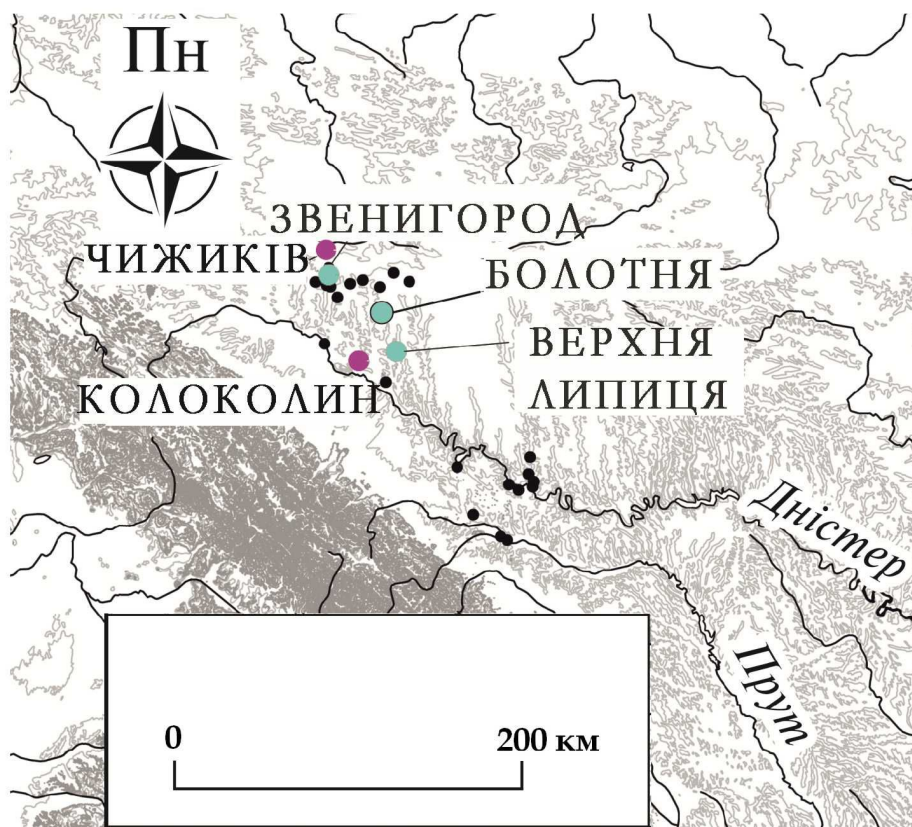 Пн
ЗВЕНИГОРОД
ЧИЖИКІВ
БОЛОТНЯ
ВЕРХНЯ
ЛИПИЦЯ
КОЛОКОЛИН
Дністер
Прут
0 200 км